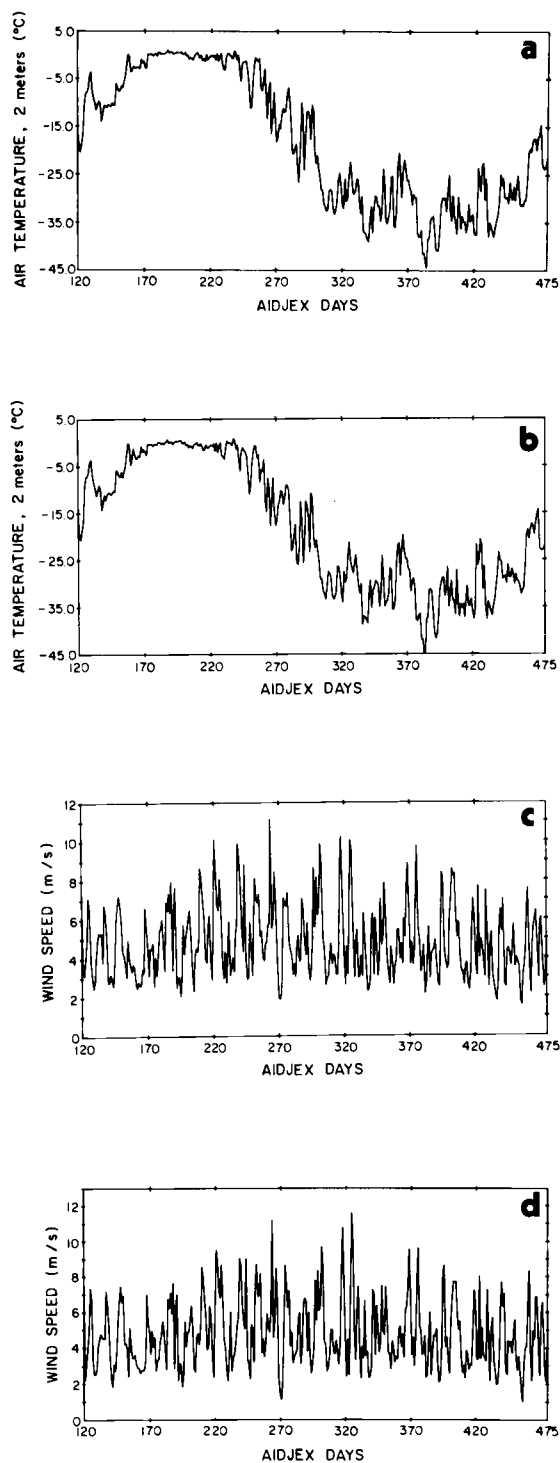 a
AIR TEMPERATURE, 2 meters (°C)
5.0
-5.0
-15.0
-25.0
-35.0
-45.0
120 170 220 270 320 370 420 475
AIDJEX DAYS
b
AIR TEMPERATURE, 2 meters (°C)
5.0
-5.0
-15.0
-25.0
-35.0
-45.0
120 170 220 270 320 370 420 475
AIDJEX DAYS
c
WIND SPEED (m/s)
12
10
8
6
4
2
0
120 170 220 270 320 370 420 475
AIDJEX DAYS
d
WIND SPEED (m/s)
12
10
8
6
4
2
0
120 170 220 270 320 370 420 475
AIDJEX DAYS